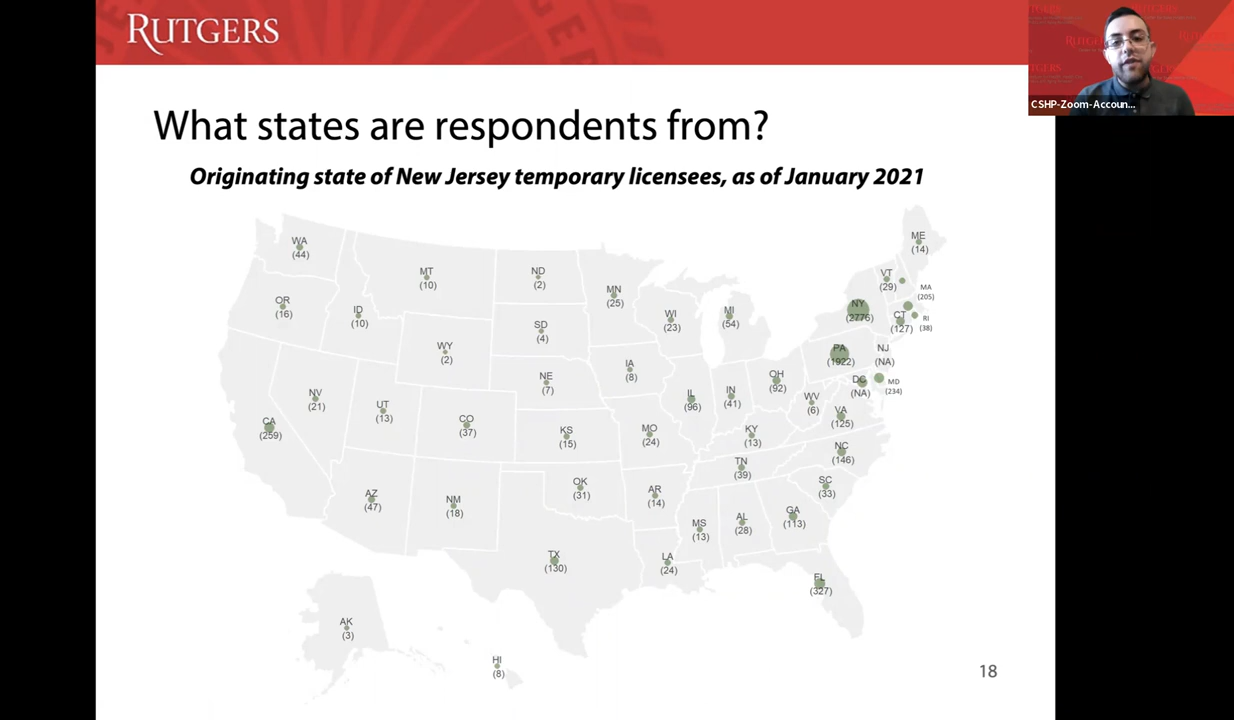 RUTGERS
CSHP-Zoom-Accoun...
What states are respondents from?
Originating state of New Jersey temporary licensees, as of January 2021
WA
(44)
OR
(16)
ID
(10)
MT
(10)
ND
(2)
MN
(25)
SD
(4)
WY
(2)
WI
(23)
MI
(54)
ME
(14)
VT
(29)
MA
(205)
NY
(2776)
CT
(127)
RI
(38)
PA
(1922)
NJ
(NA)
DC
(NA)
MD
(234)
NE
(7)
IA
(8)
NV
(21)
UT
(13)
CO
(37)
CA
(259)
KS
(15)
MO
(24)
IL
(96)
IN
(41)
OH
(92)
WV
(6)
VA
(125)
KY
(13)
NC
(146)
TN
(39)
SC
(33)
AZ
(47)
NM
(18)
OK
(31)
AR
(14)
MS
(13)
AL
(28)
GA
(113)
TX
(130)
LA
(24)
FL
(327)
AK
(3)
HI
(8)
18